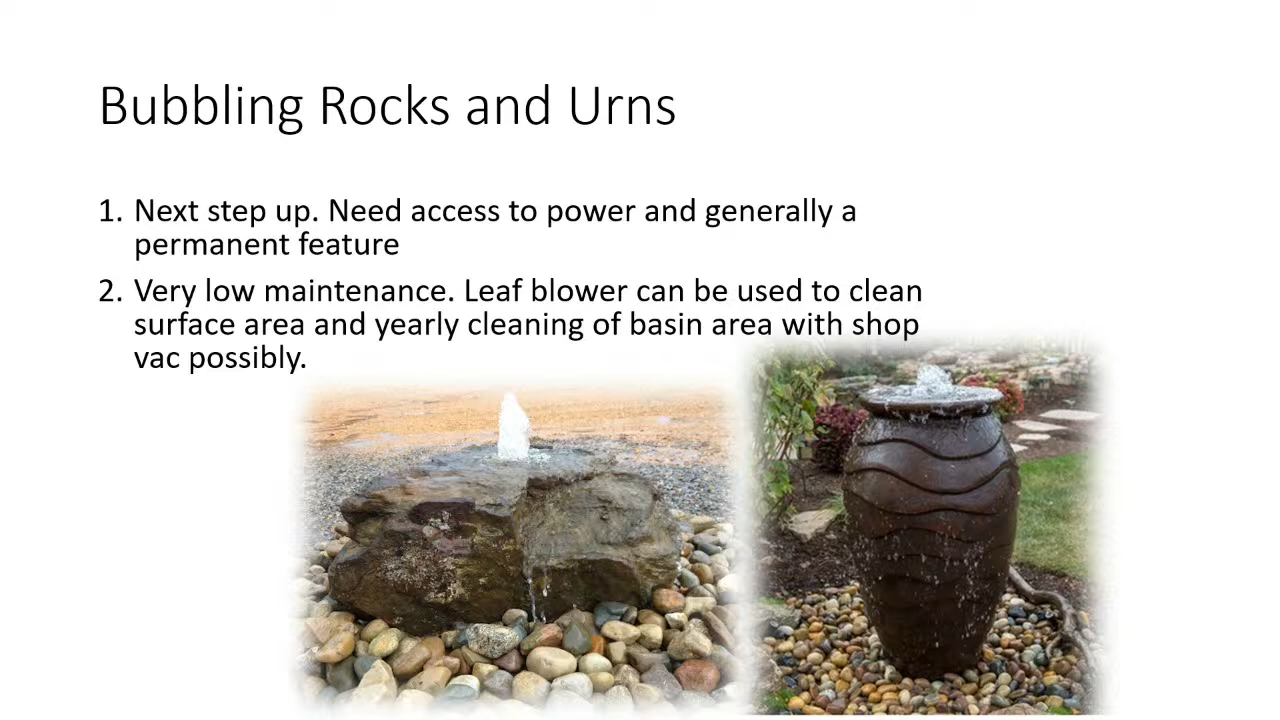 Bubbling Rocks and Urns
1. Next step up. Need access to power and generally a
permanent feature
2. Very low maintenance. Leaf blower can be used to clean
surface area and yearly cleaning of basin area with shop
vac possibly.